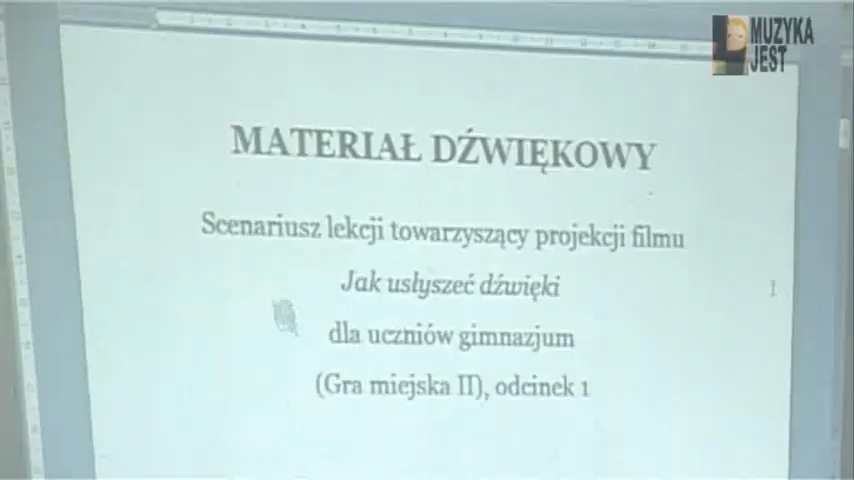 MUZYKA
JEST
MATERIAŁ DŹWIĘKOWY
Scenariusz lekcji towarzyszący projekcji filmu
Jak usłyszeć dźwięki
dla uczniów gimnazjum
(Gra miejska II), odcinek 1